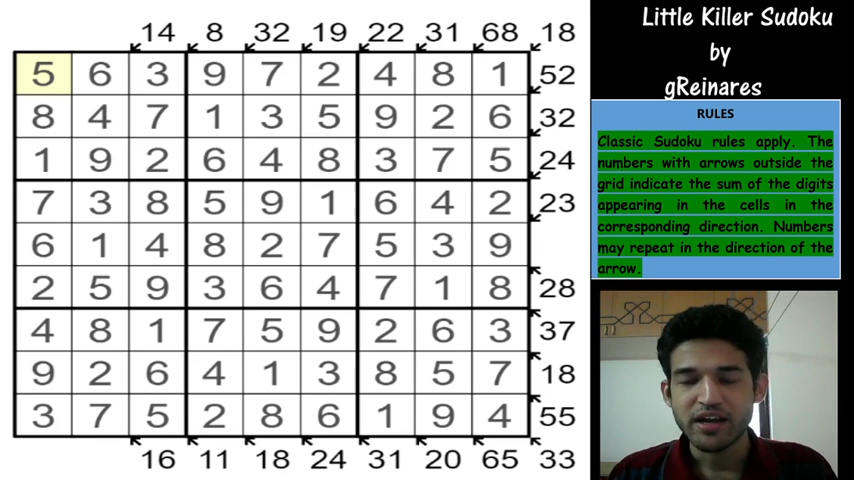 Little Killer Sudoku
by
gReinares
RULES
Classic Sudoku rules apply. The
numbers with arrows outside the
grid indicate the sum of the digits
appearing in the cells in the
corresponding direction. Numbers
may repeat in the direction of the
arrow.
14 8 32 19 22 31 68 18
5 6 3 9 7 2 4 8 1 52
8 4 7 1 3 5 9 2 6 32
1 9 2 6 4 8 3 7 5 24
7 3 8 5 9 1 6 4 2 23
6 1 4 8 2 7 5 3 9
2 5 9 3 6 4 7 1 8 28
4 8 1 7 5 9 2 6 3 37
9 2 6 4 1 3 8 5 7 18
3 7 5 2 8 6 1 9 4 55
16 11 18 24 31 20 65 33